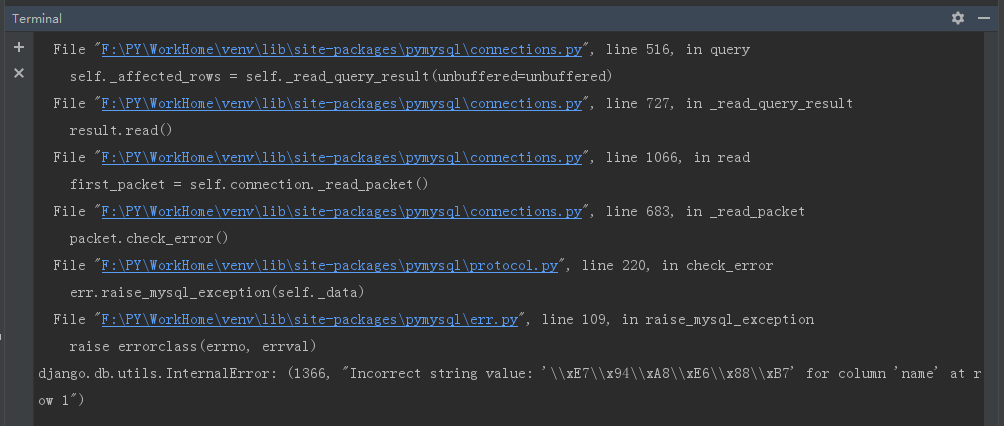 Terminal
File "F:\PY\WorkHome\venv\lib\site-packages\pymysql\connections.py", line 516, in query
self._affected_rows = self._read_query_result(unbuffered=unbuffered)
File "F:\PY\WorkHome\venv\lib\site-packages\pymysql\connections.py", line 727, in _read_query_result
result.read()
File "F:\PY\WorkHome\venv\lib\site-packages\pymysql\connections.py", line 1066, in read
first_packet = self.connection._read_packet()
File "F:\PY\WorkHome\venv\lib\site-packages\pymysql\connections.py", line 683, in _read_packet
packet.check_error()
File "F:\PY\WorkHome\venv\lib\site-packages\pymysql\protocol.py", line 220, in check_error
err.raise_mysql_exception(self._data)
File "F:\PY\WorkHome\venv\lib\site-packages\pymysql\err.py", line 109, in raise_mysql_exception
raise errorclass(errno, errval)
django.db.utils.InternalError: (1366, "Incorrect string value: '\\xE7\\x94\\xA8\\xE6\\x88\\xB7' for column 'name' at r
ow 1")